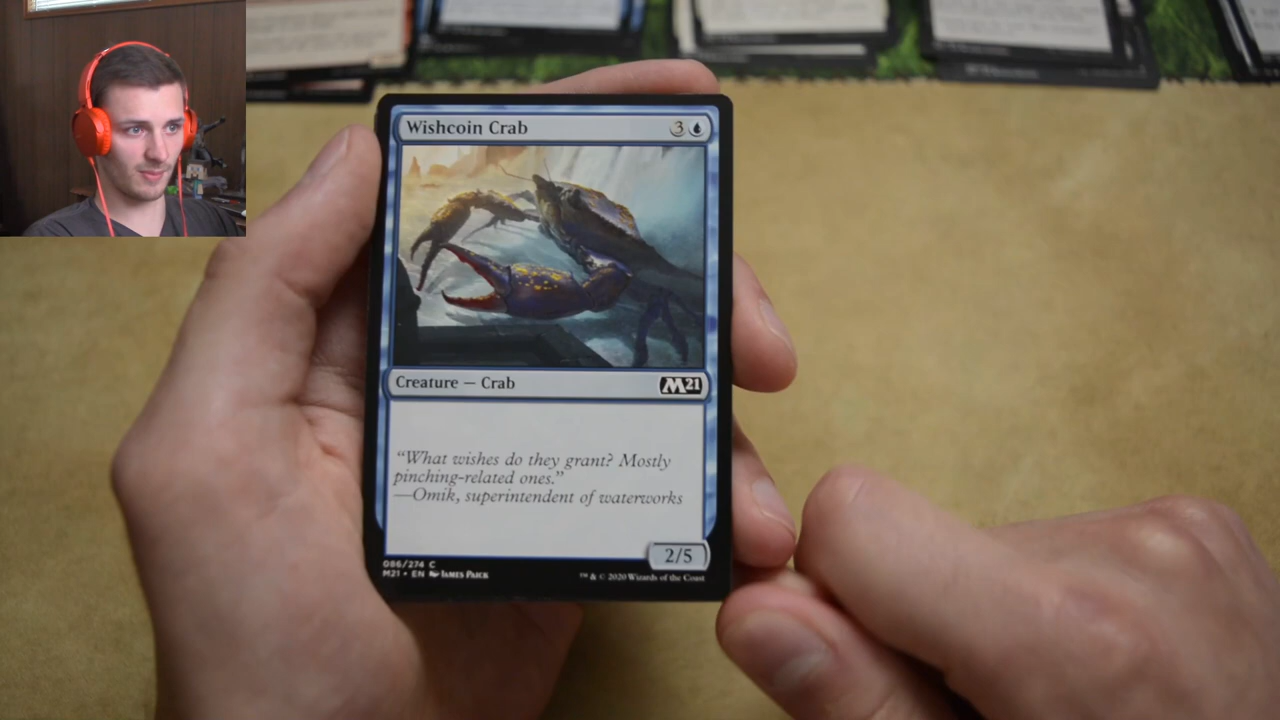 Wishcoin Crab 3
Creature — Crab M21
“What wishes do they grant? Mostly
pinching-related ones.”
—Omik, superintendent of waterworks
2/5
086/274 C
M21 • EN James Paick
™ & © 2020 Wizards of the Coast